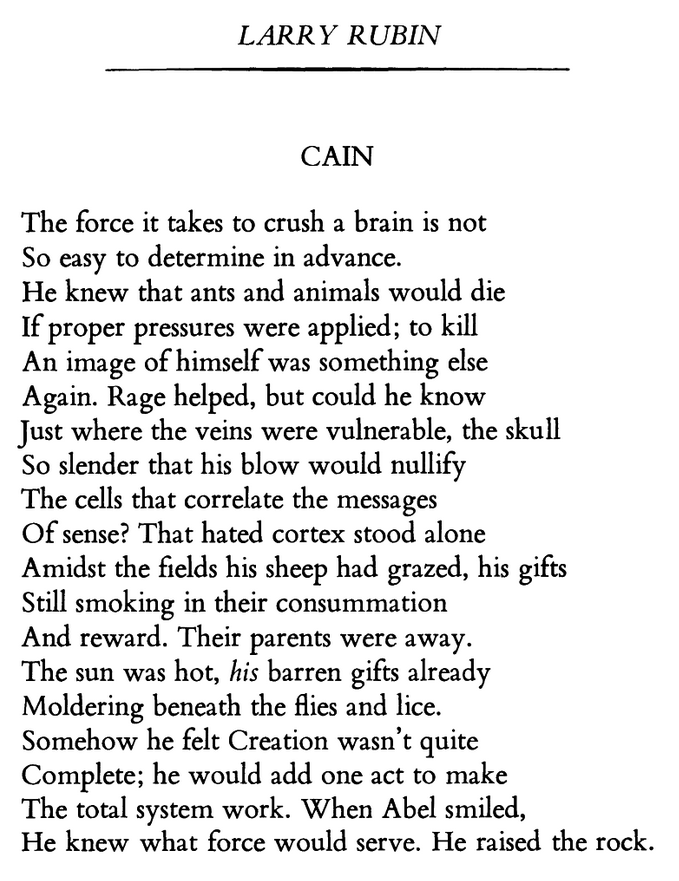 LARRY RUBIN
CAIN
The force it takes to crush a brain is not
So easy to determine in advance.
He knew that ants and animals would die
If proper pressures were applied; to kill
An image of himself was something else
Again. Rage helped, but could he know
Just where the veins were vulnerable, the skull
So slender that his blow would nullify
The cells that correlate the messages
Of sense? That hated cortex stood alone
Amidst the fields his sheep had grazed, his gifts
Still smoking in their consummation
And reward. Their parents were away.
The sun was hot, his barren gifts already
Moldering beneath the flies and lice.
Somehow he felt Creation wasn't quite
Complete; he would add one act to make
The total system work. When Abel smiled,
He knew what force would serve. He raised the rock.